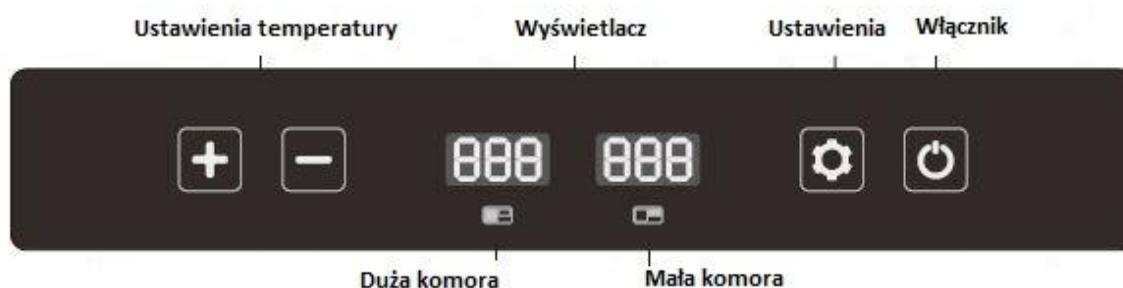 Ustawienia temperatury Wyświetlacz Ustawienia Włącznik
888 888
Duża komora Mała komora